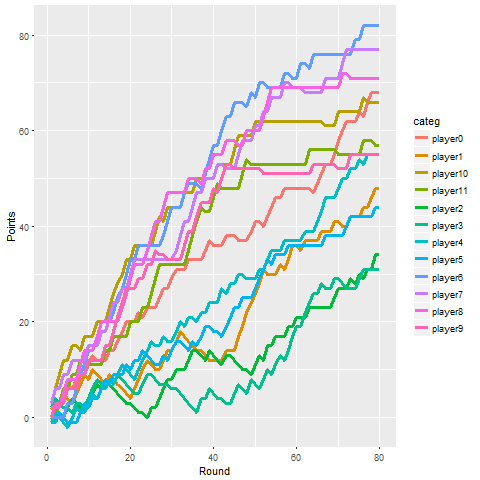 80
60
40
20
0
Points
0
20
40
60
80
Round
categ
player0
player1
player10
player11
player2
player3
player4
player5
player6
player7
player8
player9